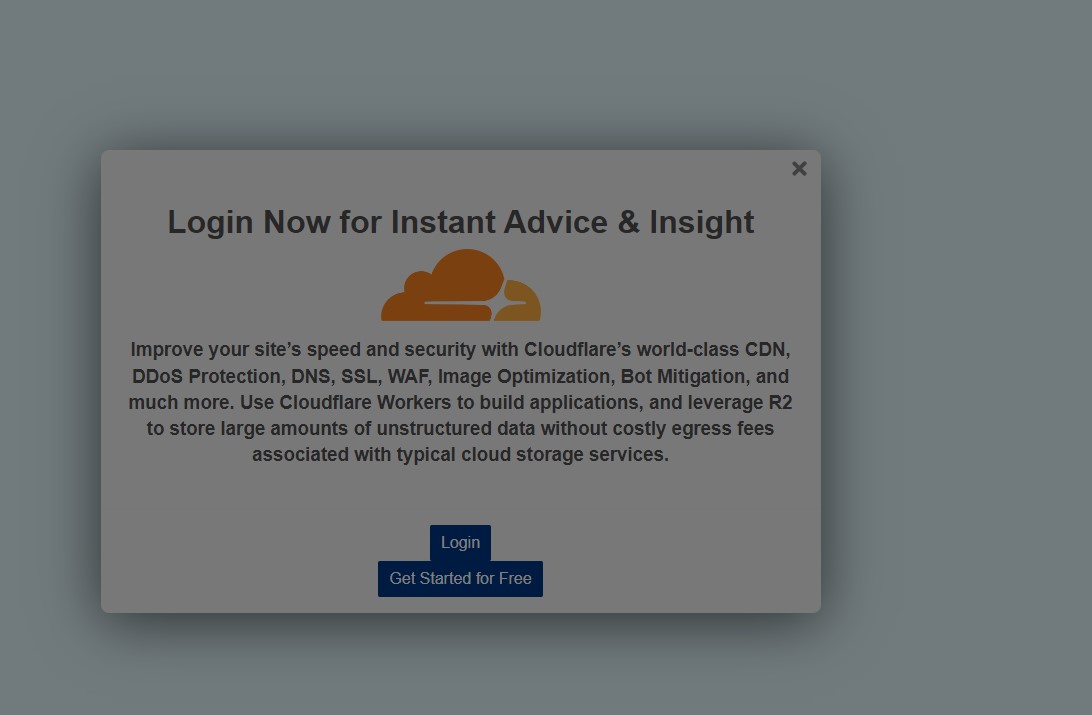 Login Now for Instant Advice & Insight
Improve your site’s speed and security with Cloudflare’s world-class CDN,
DDoS Protection, DNS, SSL, WAF, Image Optimization, Bot Mitigation, and
much more. Use Cloudflare Workers to build applications, and leverage R2
to store large amounts of unstructured data without costly egress fees
associated with typical cloud storage services.
Login
Get Started for Free